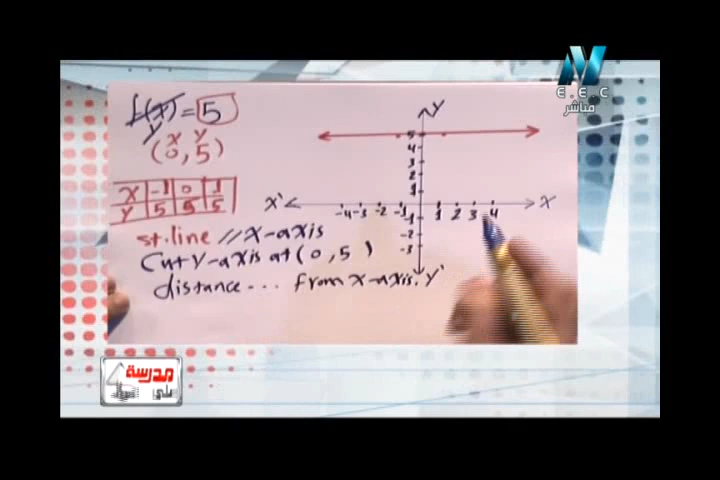 N
E.E.C
مباشر
f(x) = 5
y
x y
(0, 5)
x -1 0 1
y 5 5 5
st.line // x-axis
Cut y-axis at (0, 5)
distance ... from x-axis.
y
5
4
3
2
1
x' -4 -3 -2 -1 1 2 3 4 x
-1
-2
-3
y'
مدرسة
على